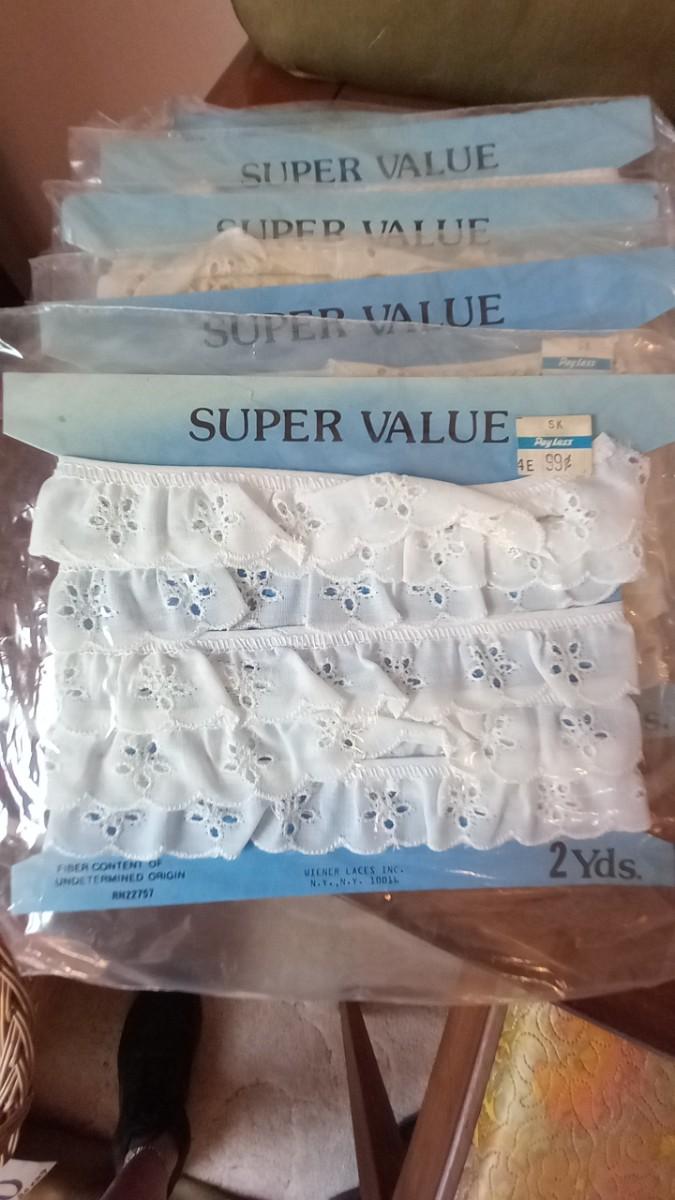 SUPER VALUE
SUPER VALUE
SUPER VALUE
SK
PayLess
SUPER VALUE
SK
PayLess
4E 99¢
s.
FIBER CONTENT OF
UNDETERMINED ORIGIN
RN22757
WIENER LACES INC.
N.Y.,N.Y. 10016
2 Yds.